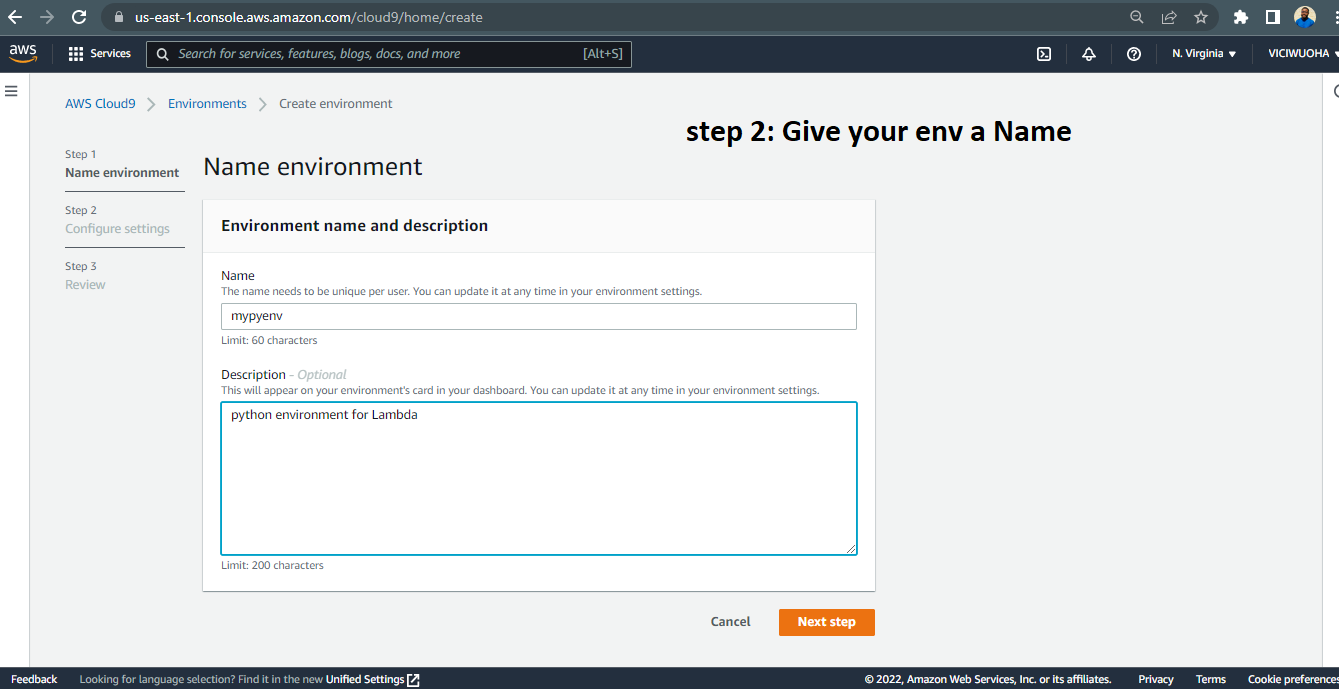 us-east-1.console.aws.amazon.com/cloud9/home/create
aws
Services
Search for services, features, blogs, docs, and more
[Alt+S]
N. Virginia
VICIWUOHA
AWS Cloud9
Environments
Create environment
step 2: Give your env a Name
Step 1
Name environment
Step 2
Configure settings
Step 3
Review
Name environment
Environment name and description
Name
The name needs to be unique per user. You can update it at any time in your environment settings.
mypyenv
Limit: 60 characters
Description - Optional
This will appear on your environment's card in your dashboard. You can update it at any time in your environment settings.
python environment for Lambda
Limit: 200 characters
Cancel
Next step
Feedback
Looking for language selection? Find it in the new Unified Settings
© 2022, Amazon Web Services, Inc. or its affiliates.
Privacy
Terms
Cookie preferences